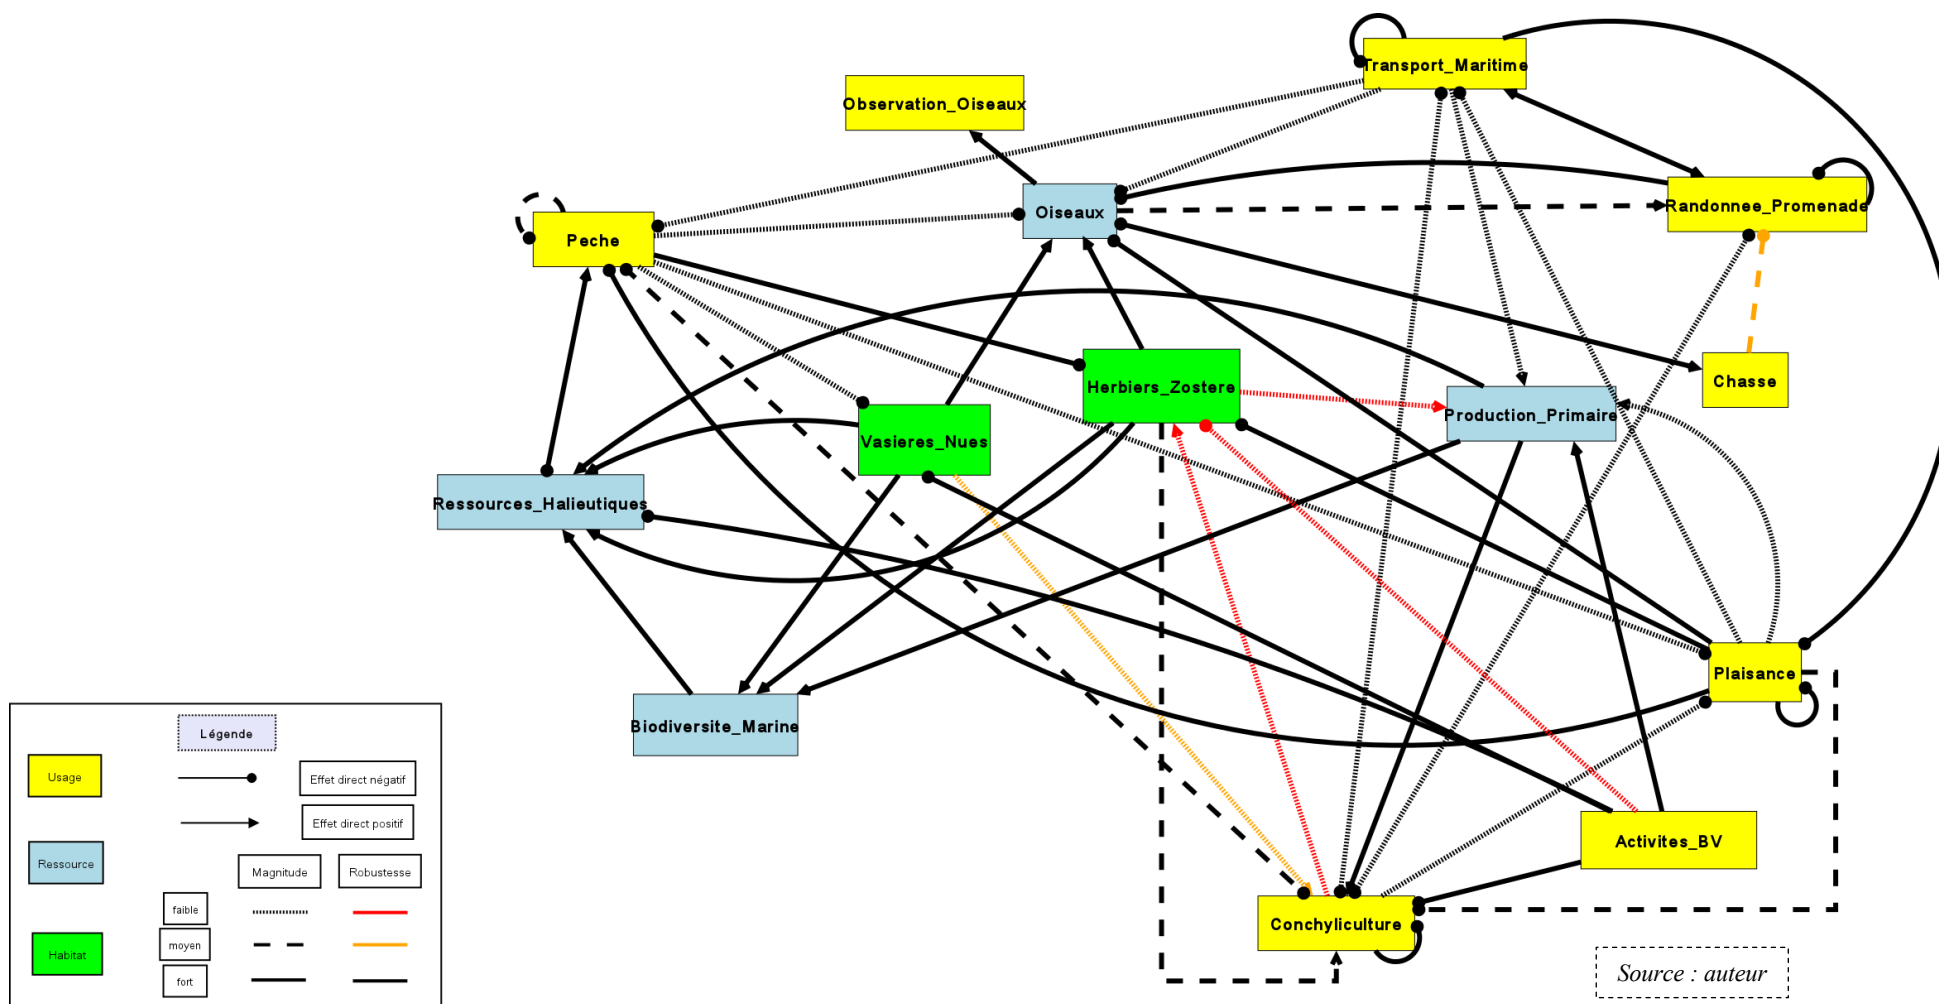 Transport_Maritime
Observation_Oiseaux
Oiseaux
Randonnee_Promenade
Peche
Herbiers_Zostere
Chasse
Production_Primaire
Vasieres_Nues
Ressources_Halieutiques
Plaisance
Biodiversite_Marine
Activites_BV
Conchyliculture
Légende
Usage
Effet direct négatif
Effet direct positif
Ressource
Magnitude
Robustesse
faible
moyen
Habitat
fort
Source : auteur